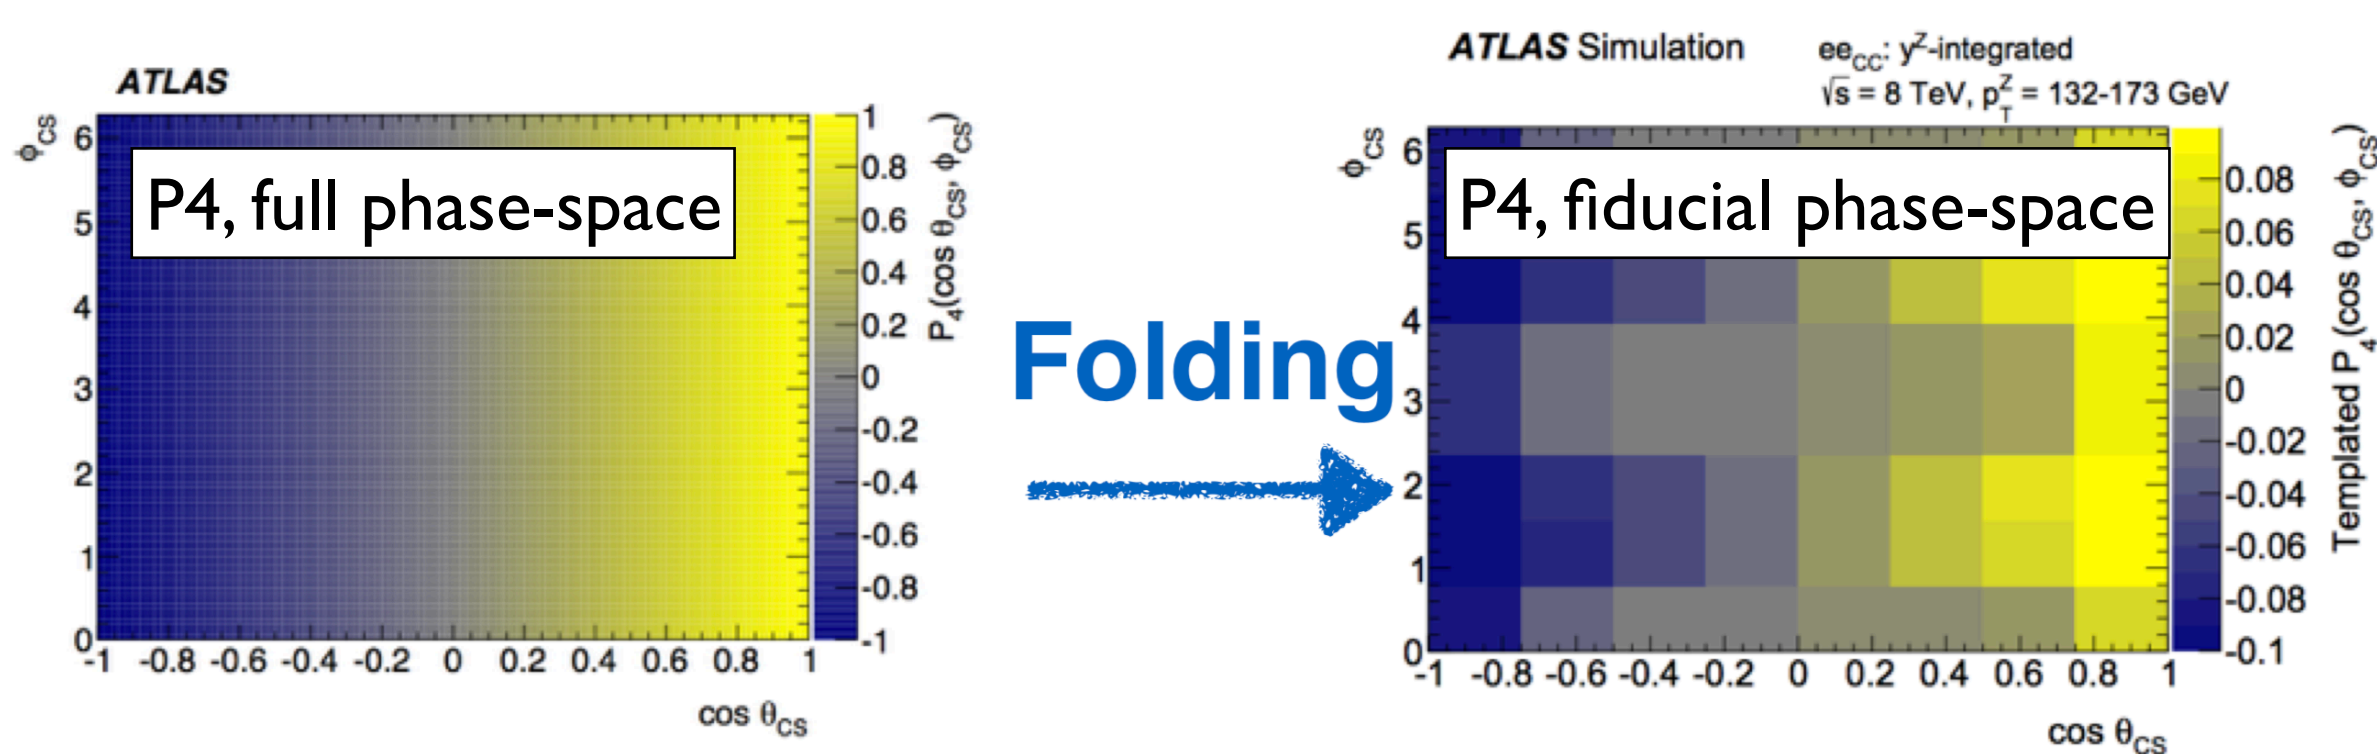 ATLAS
P4, full phase-space
ϕCS
6
5
4
3
2
1
0
-1 -0.8 -0.6 -0.4 -0.2 0 0.2 0.4 0.6 0.8 1
cos θCS
1
0.8
0.6
0.4
0.2
0
-0.2
-0.4
-0.6
-0.8
-1
P4(cos θCS, ϕCS)
Folding
ATLAS Simulation
eeCC: yZ-integrated
√s = 8 TeV, pTZ = 132-173 GeV
P4, fiducial phase-space
ϕCS
6
5
4
3
2
1
0
-1 -0.8 -0.6 -0.4 -0.2 0 0.2 0.4 0.6 0.8 1
cos θCS
0.08
0.06
0.04
0.02
0
-0.02
-0.04
-0.06
-0.08
-0.1
Templated P4(cos θCS, ϕCS)